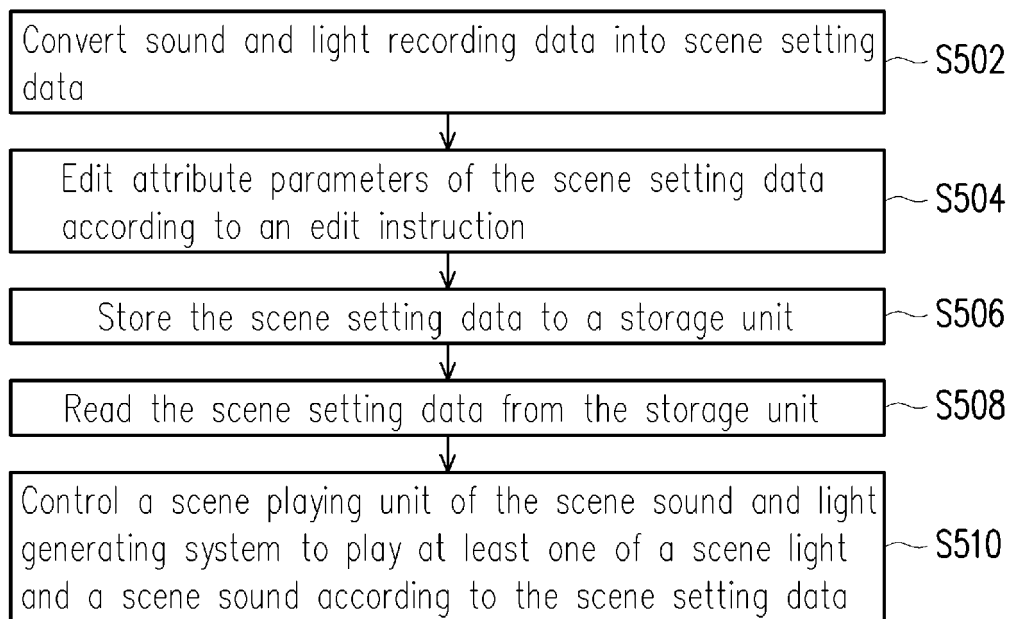 Convert sound and light recording data into scene setting
data
S502
Edit attribute parameters of the scene setting data
according to an edit instruction
S504
Store the scene setting data to a storage unit
S506
Read the scene setting data from the storage unit
S508
Control a scene playing unit of the scene sound and light
generating system to play at least one of a scene light
and a scene sound according to the scene setting data
S510